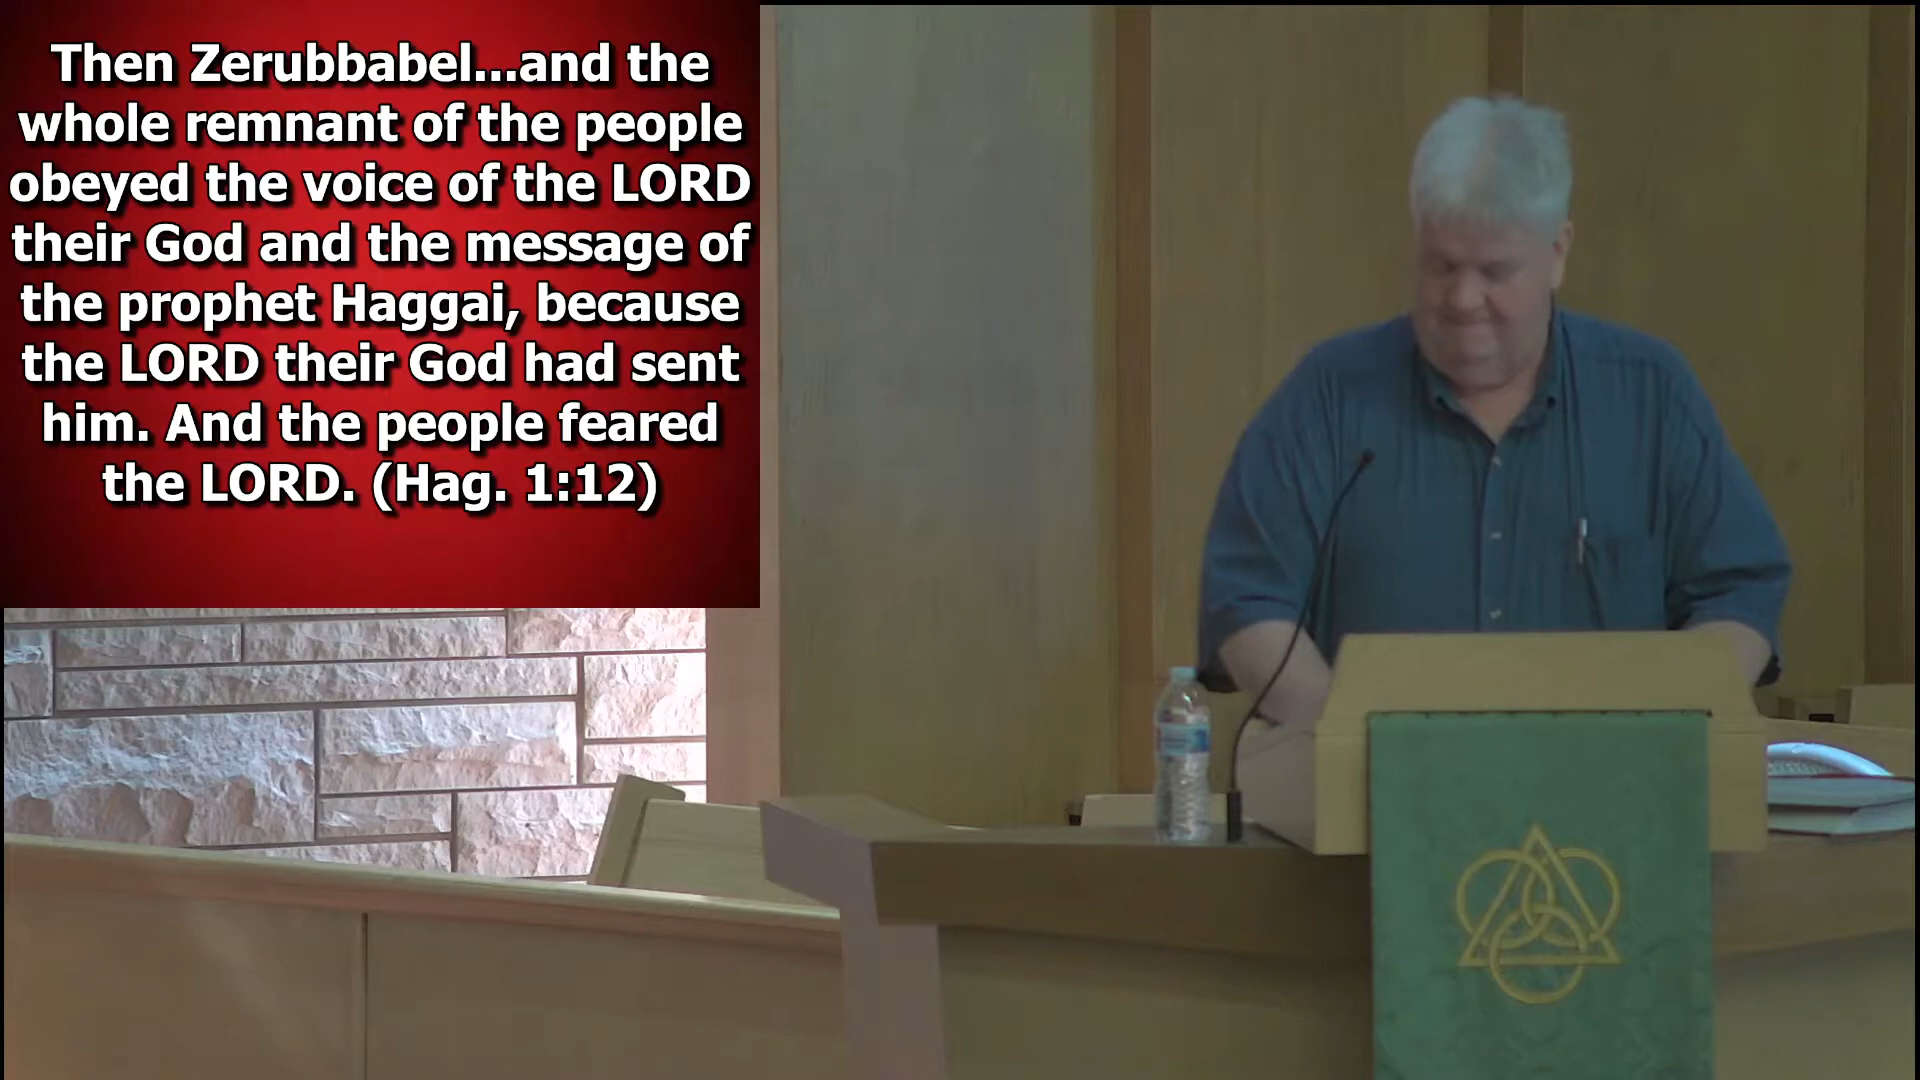 Then Zerubbabel...and the
whole remnant of the people
obeyed the voice of the LORD
their God and the message of
the prophet Haggai, because
the LORD their God had sent
him. And the people feared
the LORD. (Hag. 1:12)